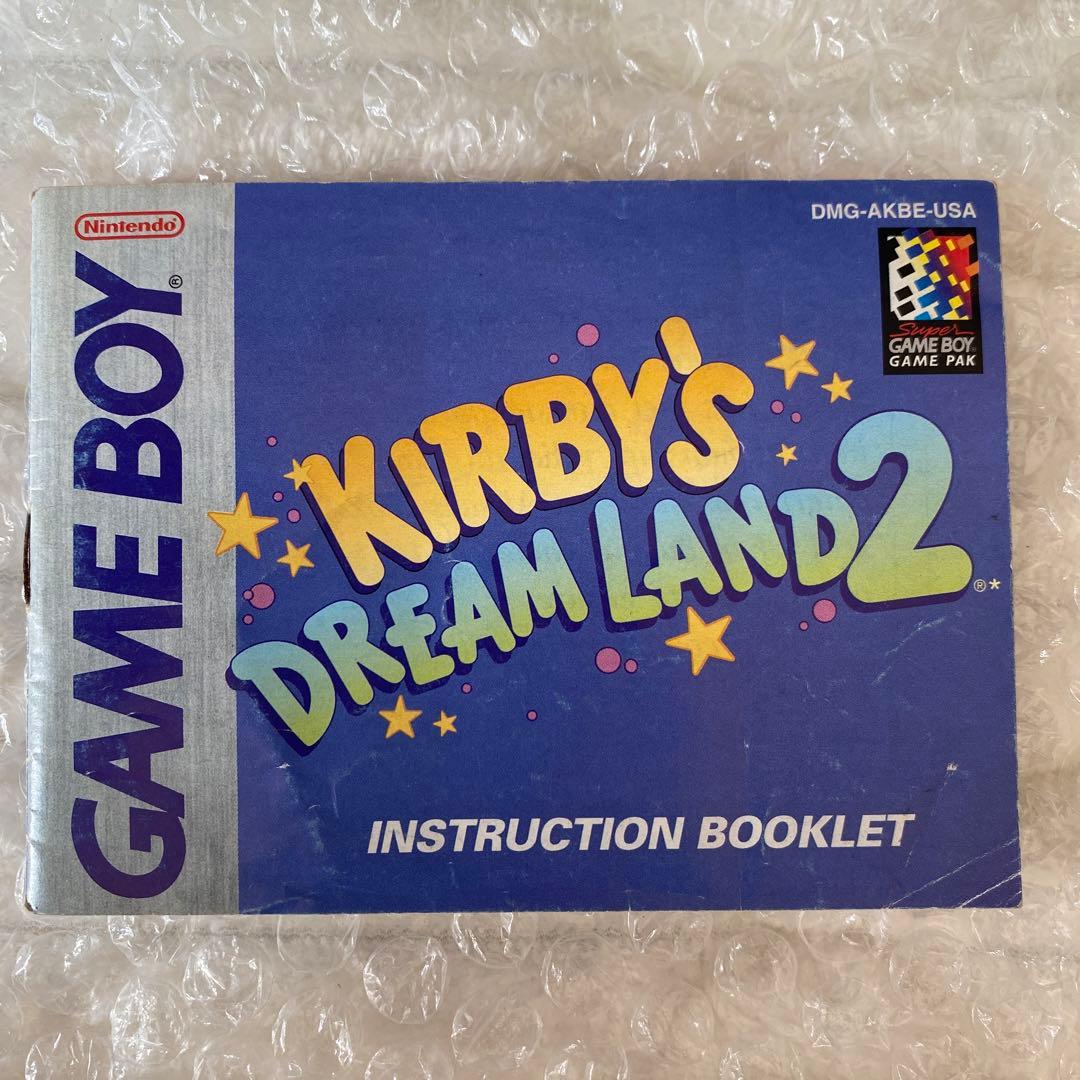 Nintendo®
GAME BOY®
DMG-AKBE-USA
Super
GAME BOY®
GAME PAK
KIRBY'S
DREAM LAND 2®*
INSTRUCTION BOOKLET